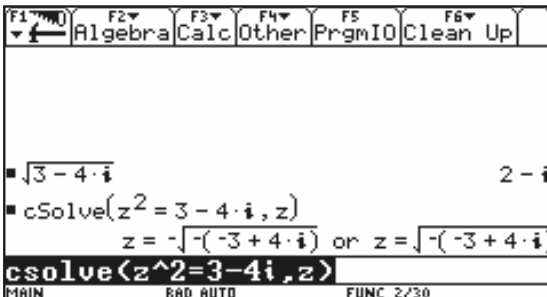 F1 F2 F3 F4 F5 F6
Algebra Calc Other PrgmIO Clean Up
√3 - 4·i 2 - i
cSolve(z² = 3 - 4·i, z)
z = -√-(-3 + 4·i) or z = √-(-3 + 4·i)
csolve(z^2=3-4i,z)
MAIN RAD AUTO FUNC 2/30